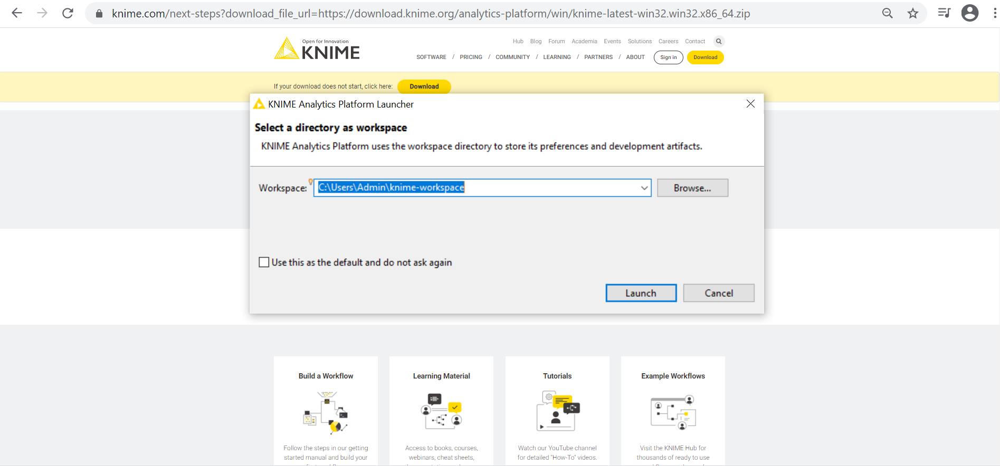 knime.com/next-steps?download_file_url=https://download.knime.org/analytics-platform/win/knime-latest-win32.win32.x86_64.zip
Open for Innovation
KNIME
Hub Blog Forum Academia Events Solutions Careers Contact
SOFTWARE / PRICING / COMMUNITY / LEARNING / PARTNERS / ABOUT Sign in Download
If your download does not start, click here: Download
KNIME Analytics Platform Launcher
Select a directory as workspace
KNIME Analytics Platform uses the workspace directory to store its preferences and development artifacts.
Workspace: C:\Users\Admin\knime-workspace Browse...
Use this as the default and do not ask again
Launch Cancel
Build a Workflow
Follow the steps in our getting
started manual and build your
Learning Material
Access to books, courses,
webinars, cheat sheets,
Tutorials
Watch our YouTube channel
for detailed "How-To" videos.
Example Workflows
Visit the KNIME Hub for
thousands of ready to use